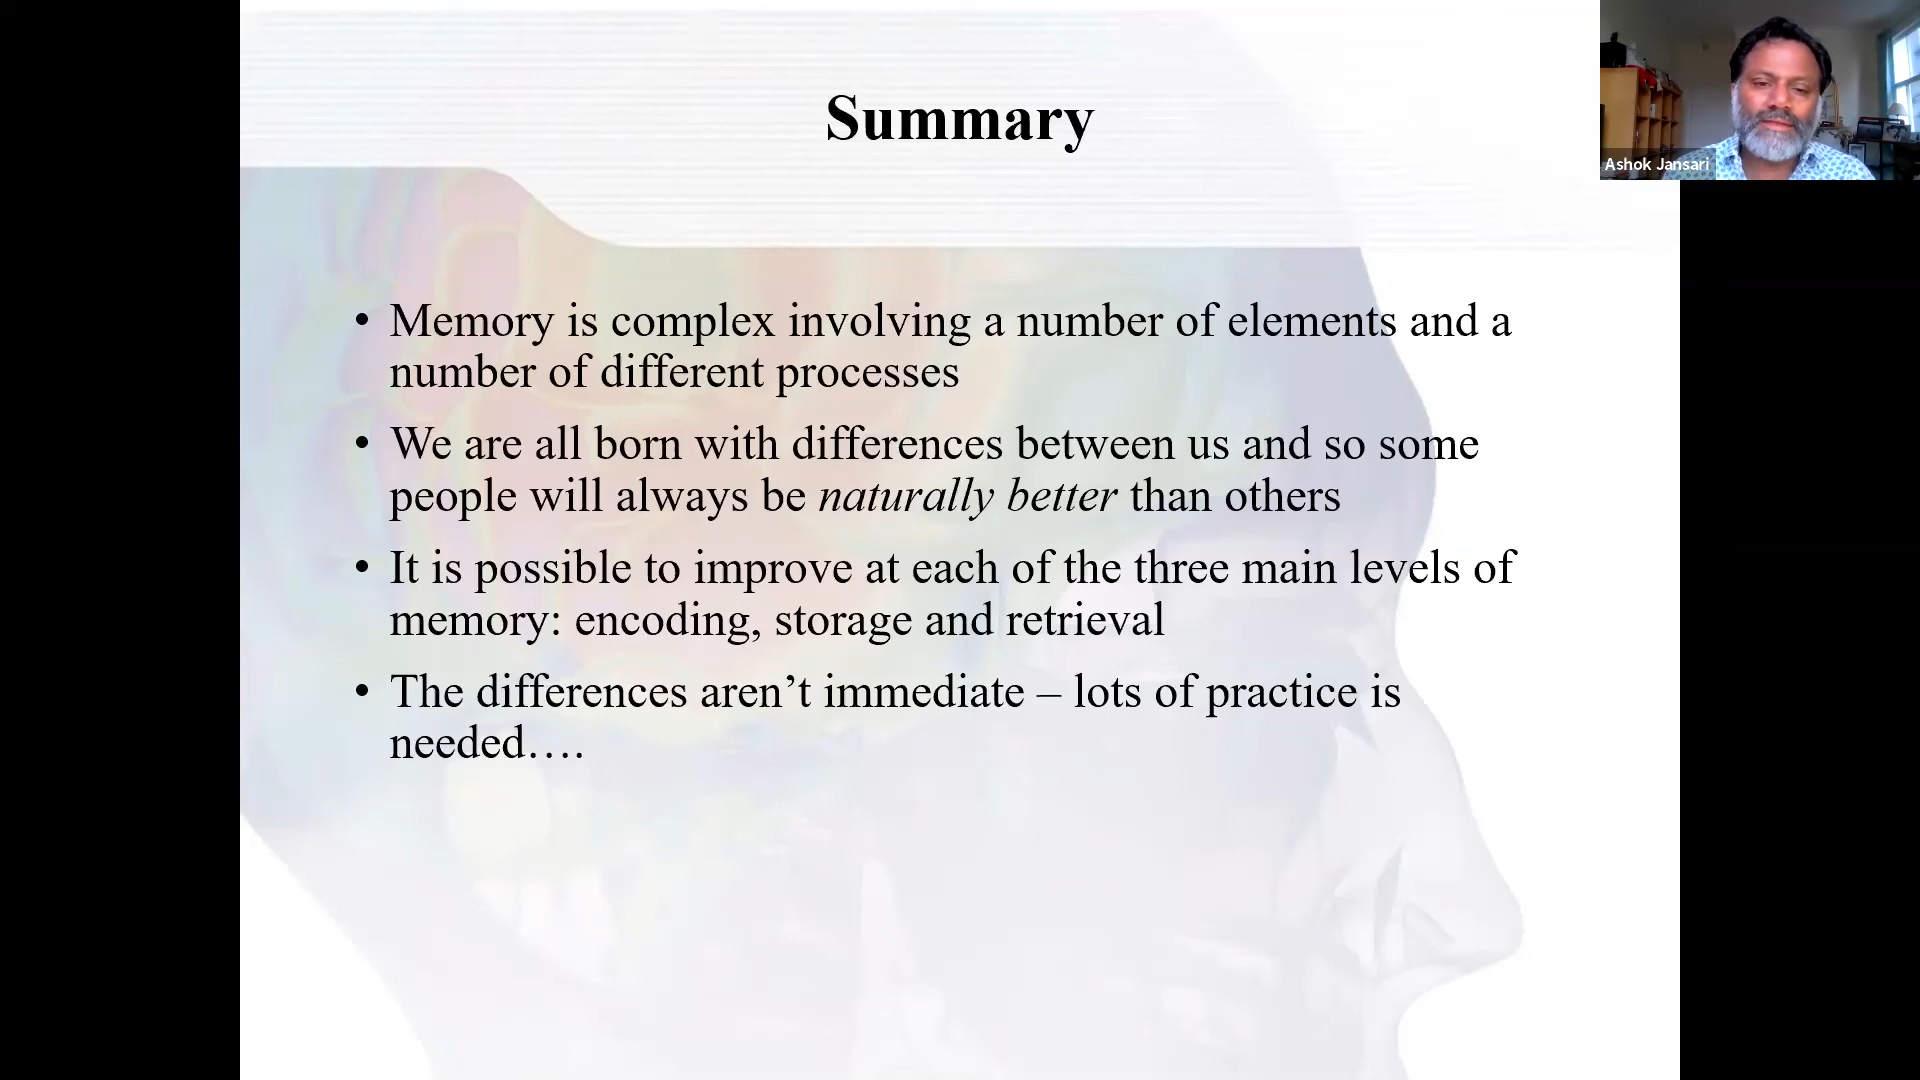 Summary
Ashok Jansari
• Memory is complex involving a number of elements and a
number of different processes
• We are all born with differences between us and so some
people will always be naturally better than others
• It is possible to improve at each of the three main levels of
memory: encoding, storage and retrieval
• The differences aren’t immediate – lots of practice is
needed….